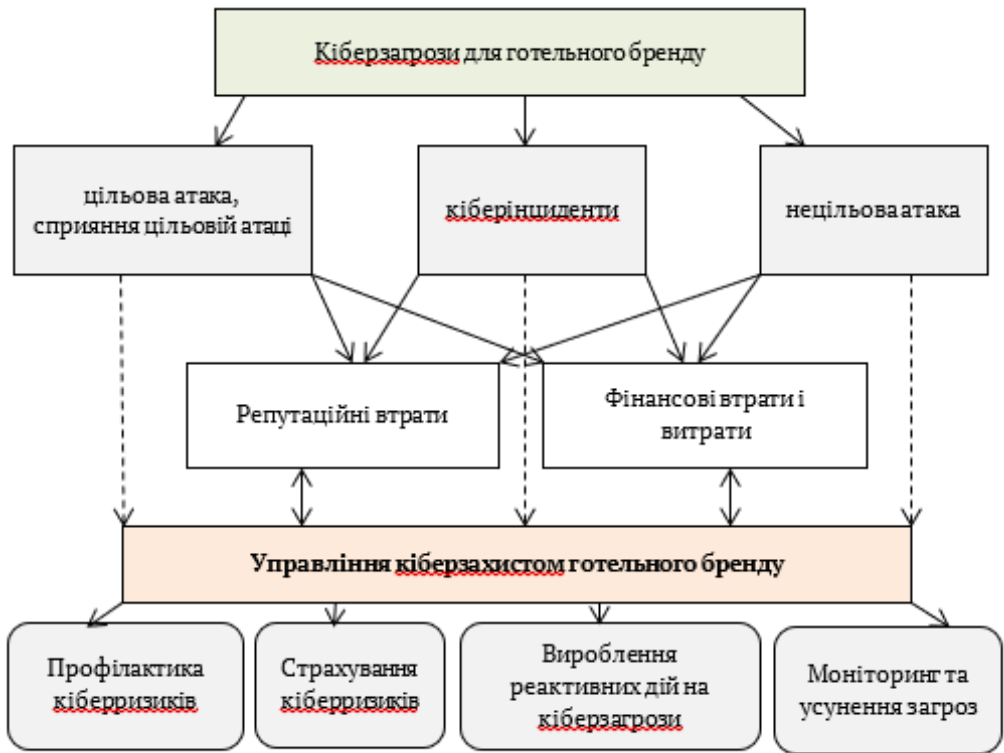 Кіберзагрози для готельного бренду
цільова атака,
сприяння цільовій атаці
кіберінциденти
нецільова атака
Репутаційні втрати
Фінансові втрати і
витрати
Управління кіберзахистом готельного бренду
Профілактика
кіберризиків
Страхування
кіберризиків
Вироблення
реактивних дій на
кіберзагрози
Моніторинг та
усунення загроз